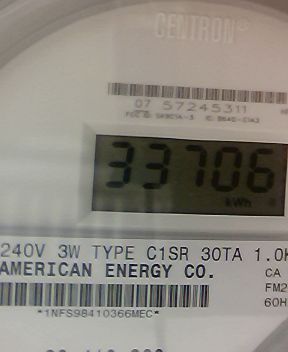 CENTRON®
07 57245311
33706
kWh
240V 3W TYPE C1SR 30TA 1.0K
AMERICAN ENERGY CO.
CA
FM2
60H
*1NFS98410366MEC*